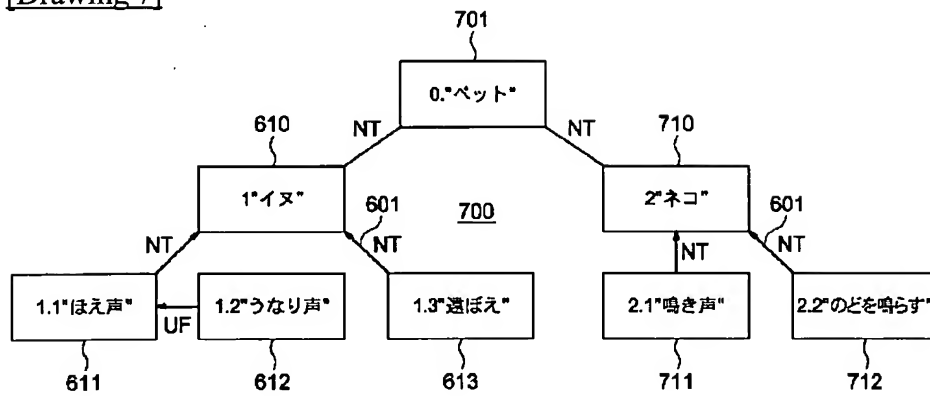 [Drawing 7]
701
0."ペット"
610
NT
NT
710
1"イヌ"
700
2"ネコ"
601
601
NT
NT
NT
NT
1.1"ほえ声"
UF
1.2"うなり声"
1.3"遠ぼえ"
2.1"鳴き声"
2.2"のどを鳴らす"
611
612
613
711
712